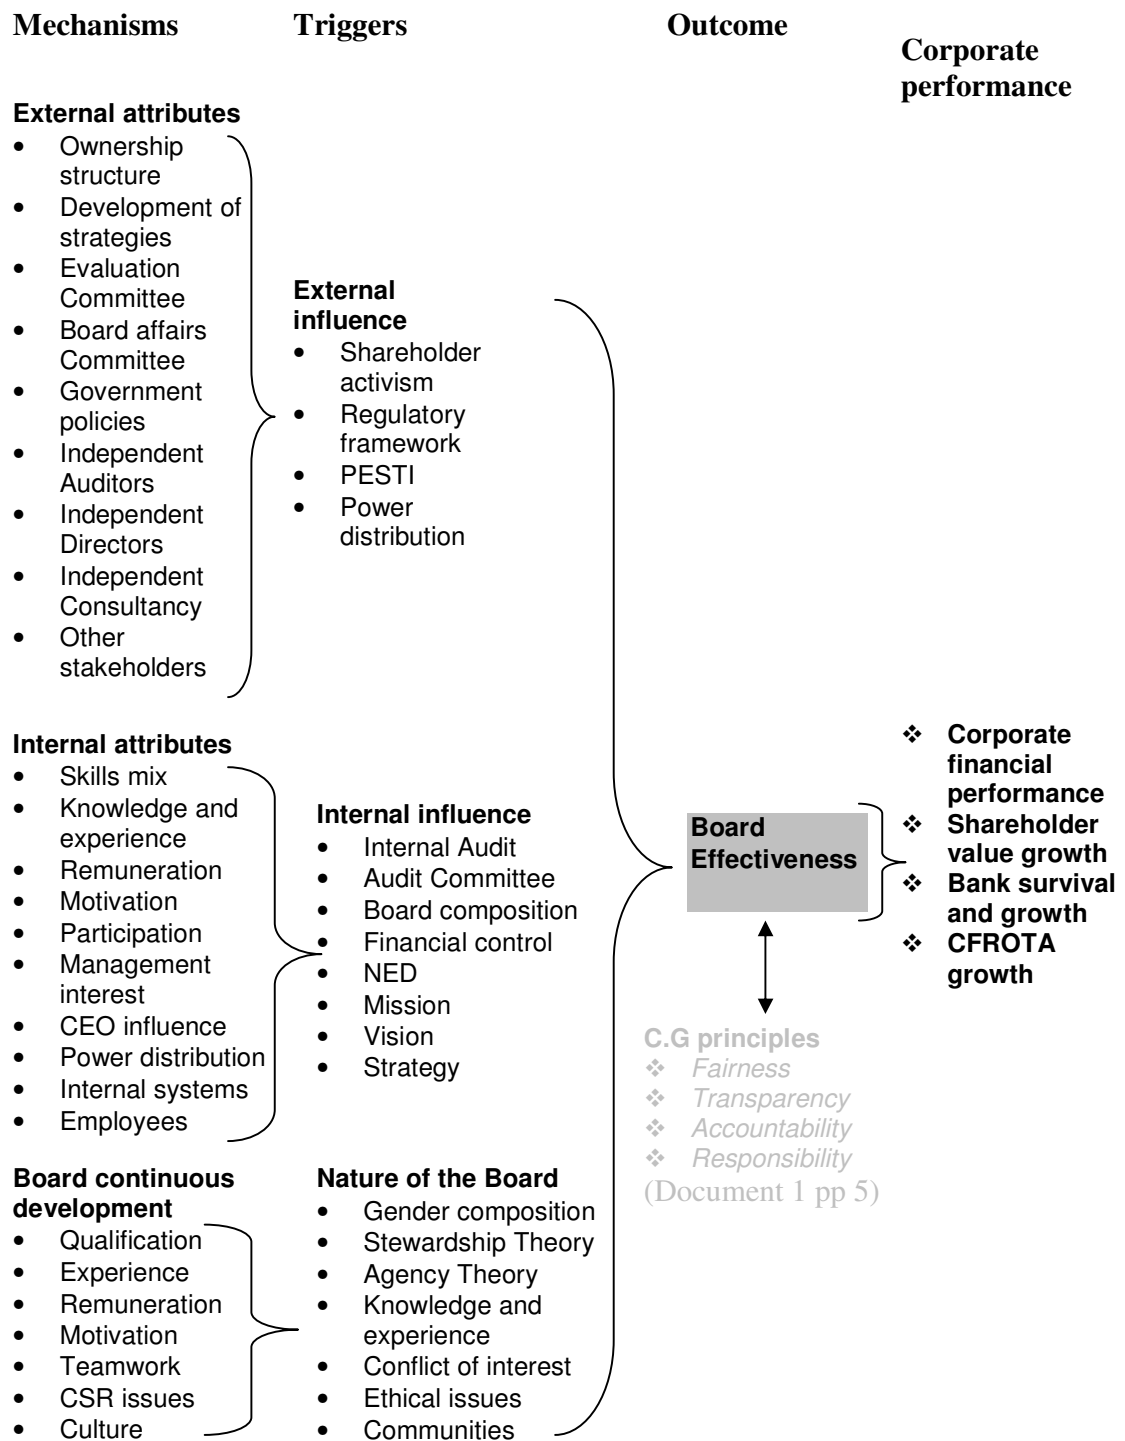 Mechanisms
Triggers
Outcome
Corporate
performance
External attributes
• Ownership
structure
• Development of
strategies
• Evaluation
Committee
• Board affairs
Committee
• Government
policies
• Independent
Auditors
• Independent
Directors
• Independent
Consultancy
• Other
stakeholders
External
influence
• Shareholder
activism
• Regulatory
framework
• PESTI
• Power
distribution
Internal attributes
• Skills mix
• Knowledge and
experience
• Remuneration
• Motivation
• Participation
• Management
interest
• CEO influence
• Power distribution
• Internal systems
• Employees
Internal influence
• Internal Audit
• Audit Committee
• Board composition
• Financial control
• NED
• Mission
• Vision
• Strategy
Board continuous
development
• Qualification
• Experience
• Remuneration
• Motivation
• Teamwork
• CSR issues
• Culture
Nature of the Board
• Gender composition
• Stewardship Theory
• Agency Theory
• Knowledge and
experience
• Conflict of interest
• Ethical issues
• Communities
Board
Effectiveness
C.G principles
❖ Fairness
❖ Transparency
❖ Accountability
❖ Responsibility
(Document 1 pp 5)
❖ Corporate
financial
performance
❖ Shareholder
value growth
❖ Bank survival
and growth
❖ CFROTA
growth